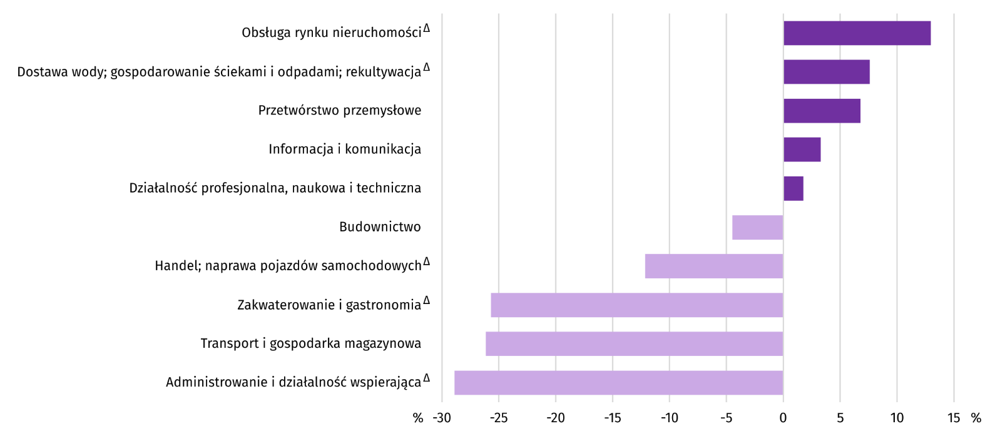 Obsługa rynku nieruchomości Δ
Dostawa wody; gospodarowanie ściekami i odpadami; rekultywacja Δ
Przetwórstwo przemysłowe
Informacja i komunikacja
Działalność profesjonalna, naukowa i techniczna
Budownictwo
Handel; naprawa pojazdów samochodowych Δ
Zakwaterowanie i gastronomia Δ
Transport i gospodarka magazynowa
Administrowanie i działalność wspierająca Δ
% -30 -25 -20 -15 -10 -5 0 5 10 15 %